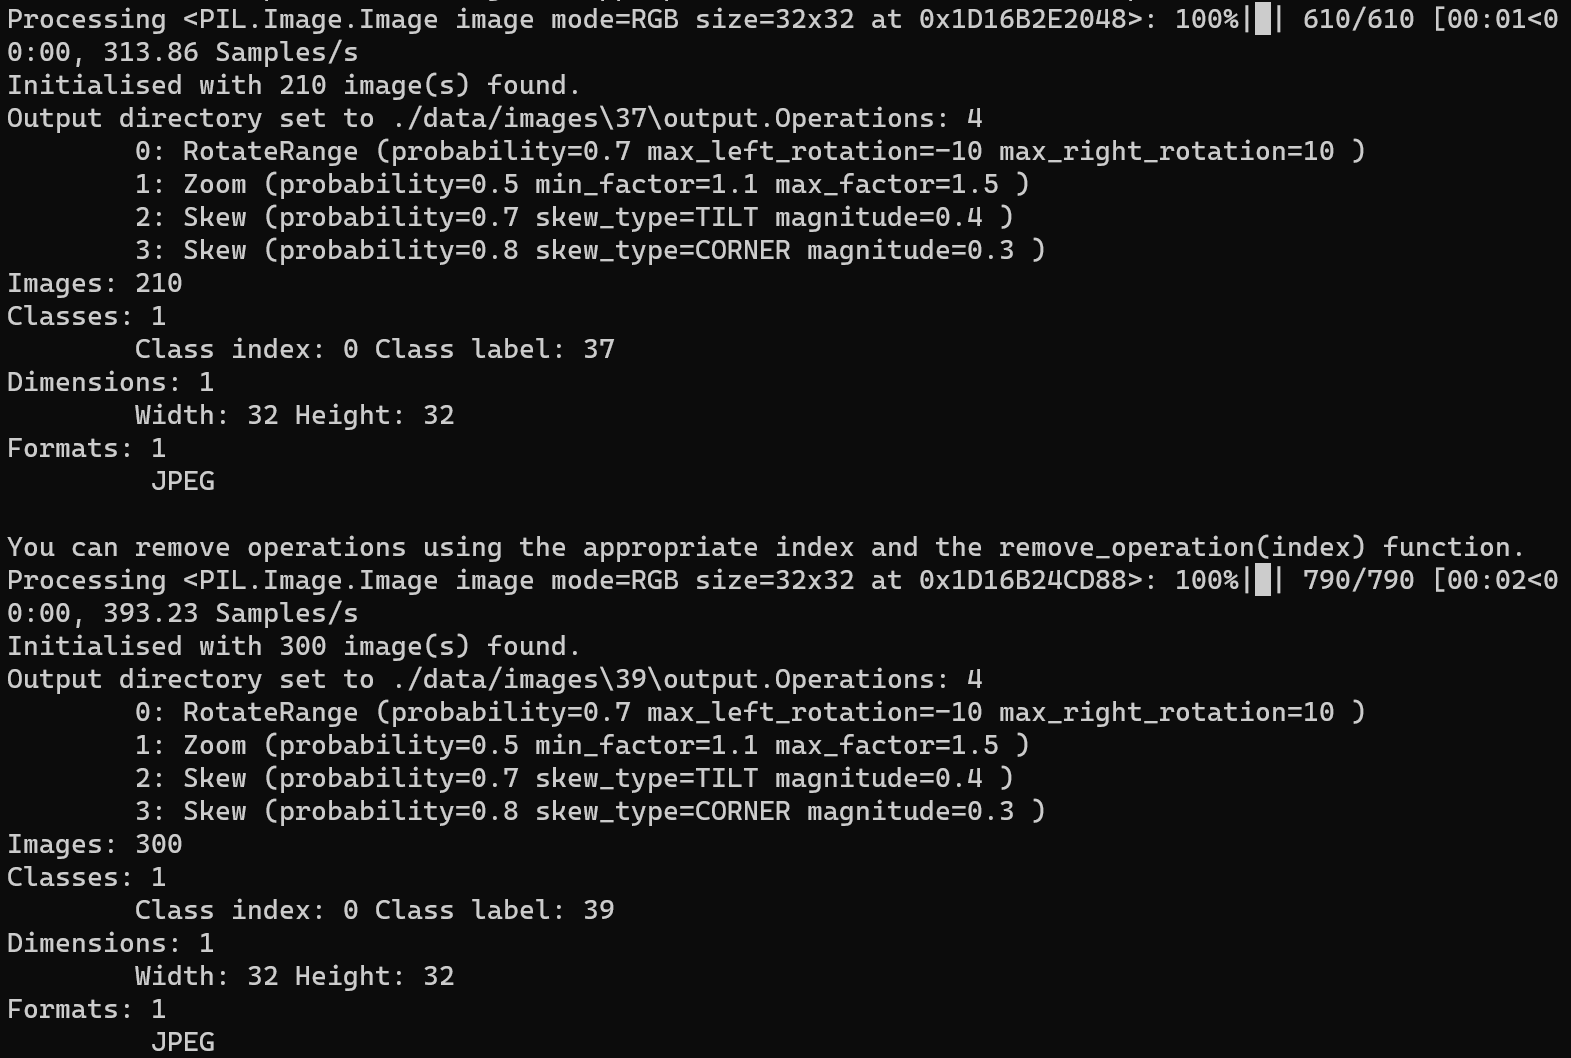 Processing <PIL.Image.Image image mode=RGB size=32x32 at 0x1D16B2E2048>: 100%|█| 610/610 [00:01<0
0:00, 313.86 Samples/s
Initialised with 210 image(s) found.
Output directory set to ./data/images\37\output.Operations: 4
        0: RotateRange (probability=0.7 max_left_rotation=-10 max_right_rotation=10 )
        1: Zoom (probability=0.5 min_factor=1.1 max_factor=1.5 )
        2: Skew (probability=0.7 skew_type=TILT magnitude=0.4 )
        3: Skew (probability=0.8 skew_type=CORNER magnitude=0.3 )
Images: 210
Classes: 1
        Class index: 0 Class label: 37
Dimensions: 1
        Width: 32 Height: 32
Formats: 1
         JPEG

You can remove operations using the appropriate index and the remove_operation(index) function.
Processing <PIL.Image.Image image mode=RGB size=32x32 at 0x1D16B24CD88>: 100%|█| 790/790 [00:02<0
0:00, 393.23 Samples/s
Initialised with 300 image(s) found.
Output directory set to ./data/images\39\output.Operations: 4
        0: RotateRange (probability=0.7 max_left_rotation=-10 max_right_rotation=10 )
        1: Zoom (probability=0.5 min_factor=1.1 max_factor=1.5 )
        2: Skew (probability=0.7 skew_type=TILT magnitude=0.4 )
        3: Skew (probability=0.8 skew_type=CORNER magnitude=0.3 )
Images: 300
Classes: 1
        Class index: 0 Class label: 39
Dimensions: 1
        Width: 32 Height: 32
Formats: 1
         JPEG